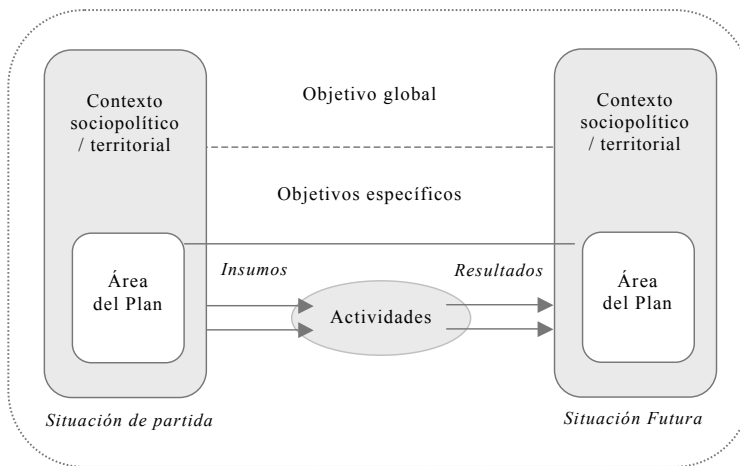 Contexto
sociopolítico
/ territorial
Objetivo global
Contexto
sociopolítico
/ territorial
Objetivos específicos
Área
del Plan
Insumos
Resultados
Actividades
Área
del Plan
Situación de partida
Situación Futura